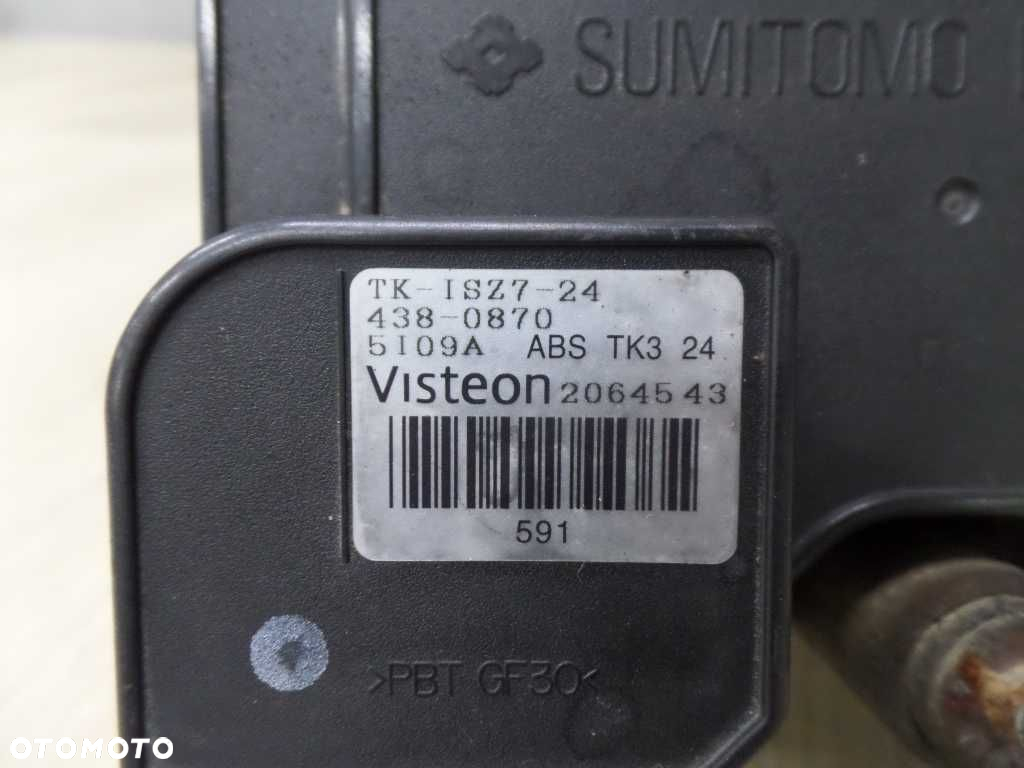 SUMITOMO
TK-ISZ7-24
438-0870
5I09A ABS TK3 24
Visteon 2064543
591
>PBT GF30<
OTOMOTO